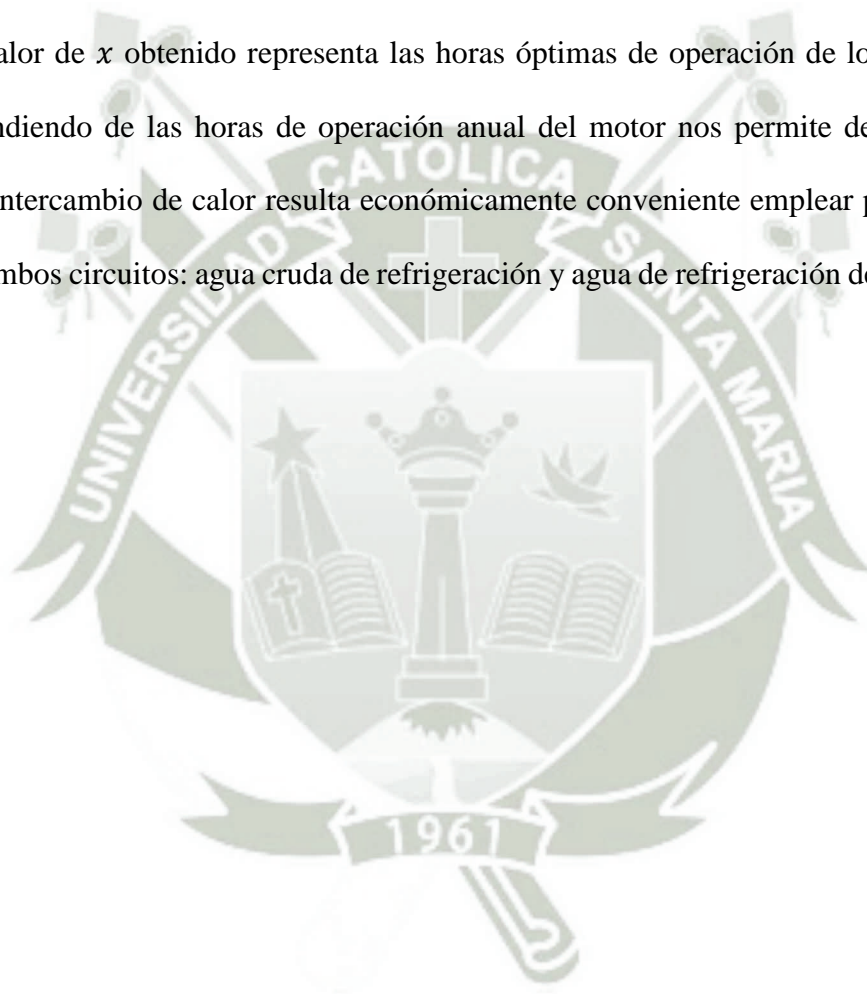 alor de 𝑥 obtenido representa las horas óptimas de operación de lo
ndiendo de las horas de operación anual del motor nos permite de
intercambio de calor resulta económicamente conveniente emplear p
mbos circuitos: agua cruda de refrigeración y agua de refrigeración d
CATOLICA
UNIVERSIDAD
SANTA MARIA
1961